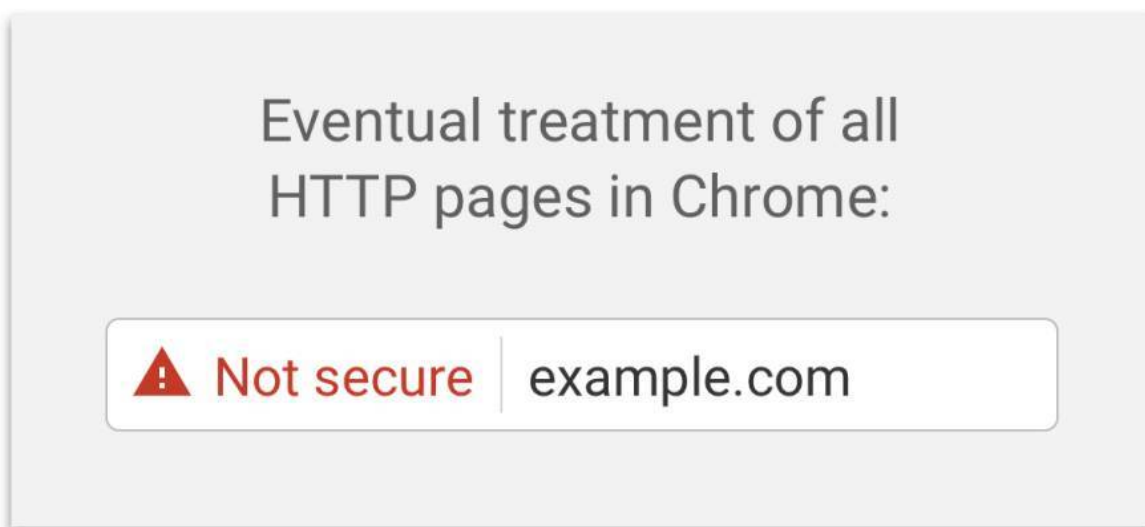 Eventual treatment of all
HTTP pages in Chrome:
Not secure example.com